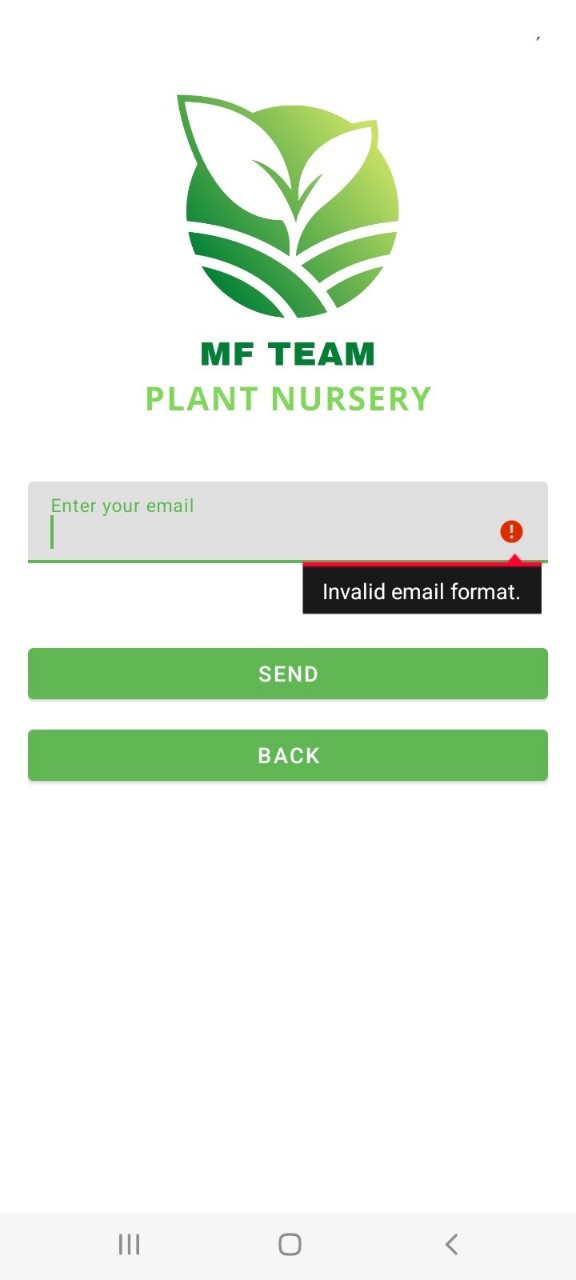 MF TEAM
PLANT NURSERY
Enter your email
Invalid email format.
SEND
BACK